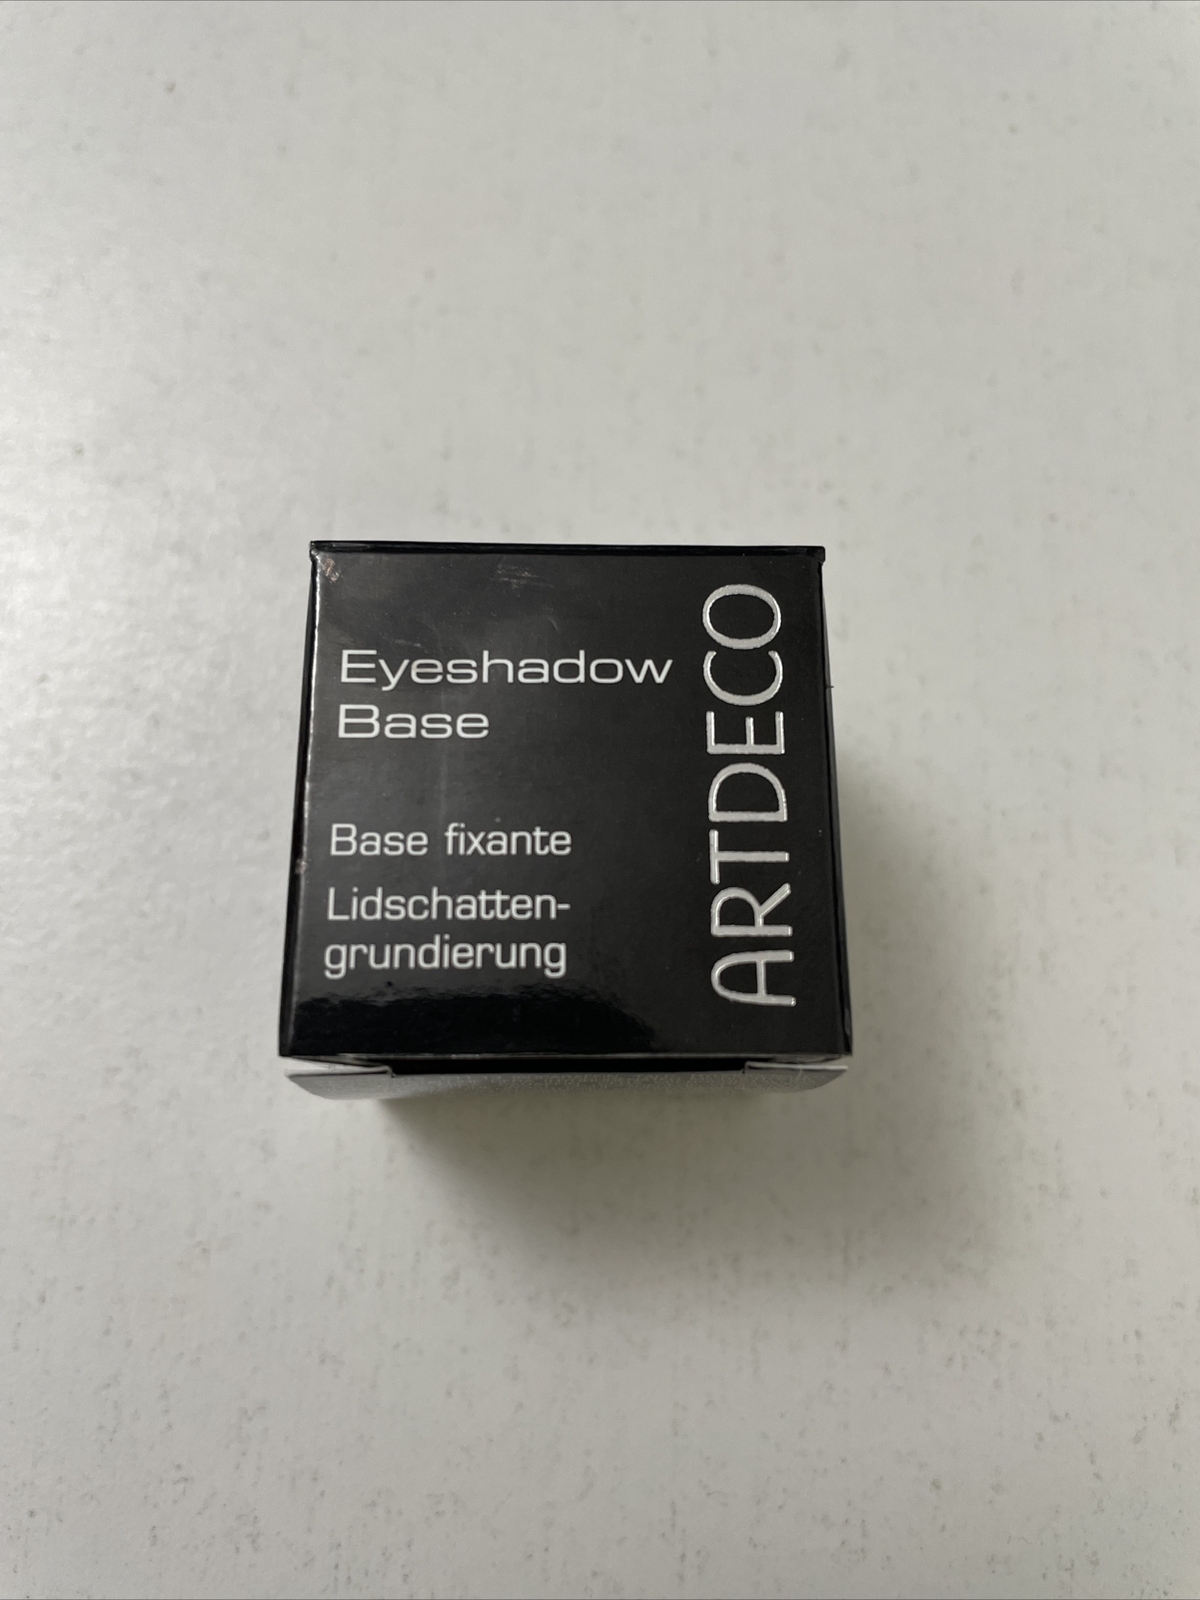 Eyeshadow
Base
Base fixante
Lidschatten-
grundierung
ARTDECO